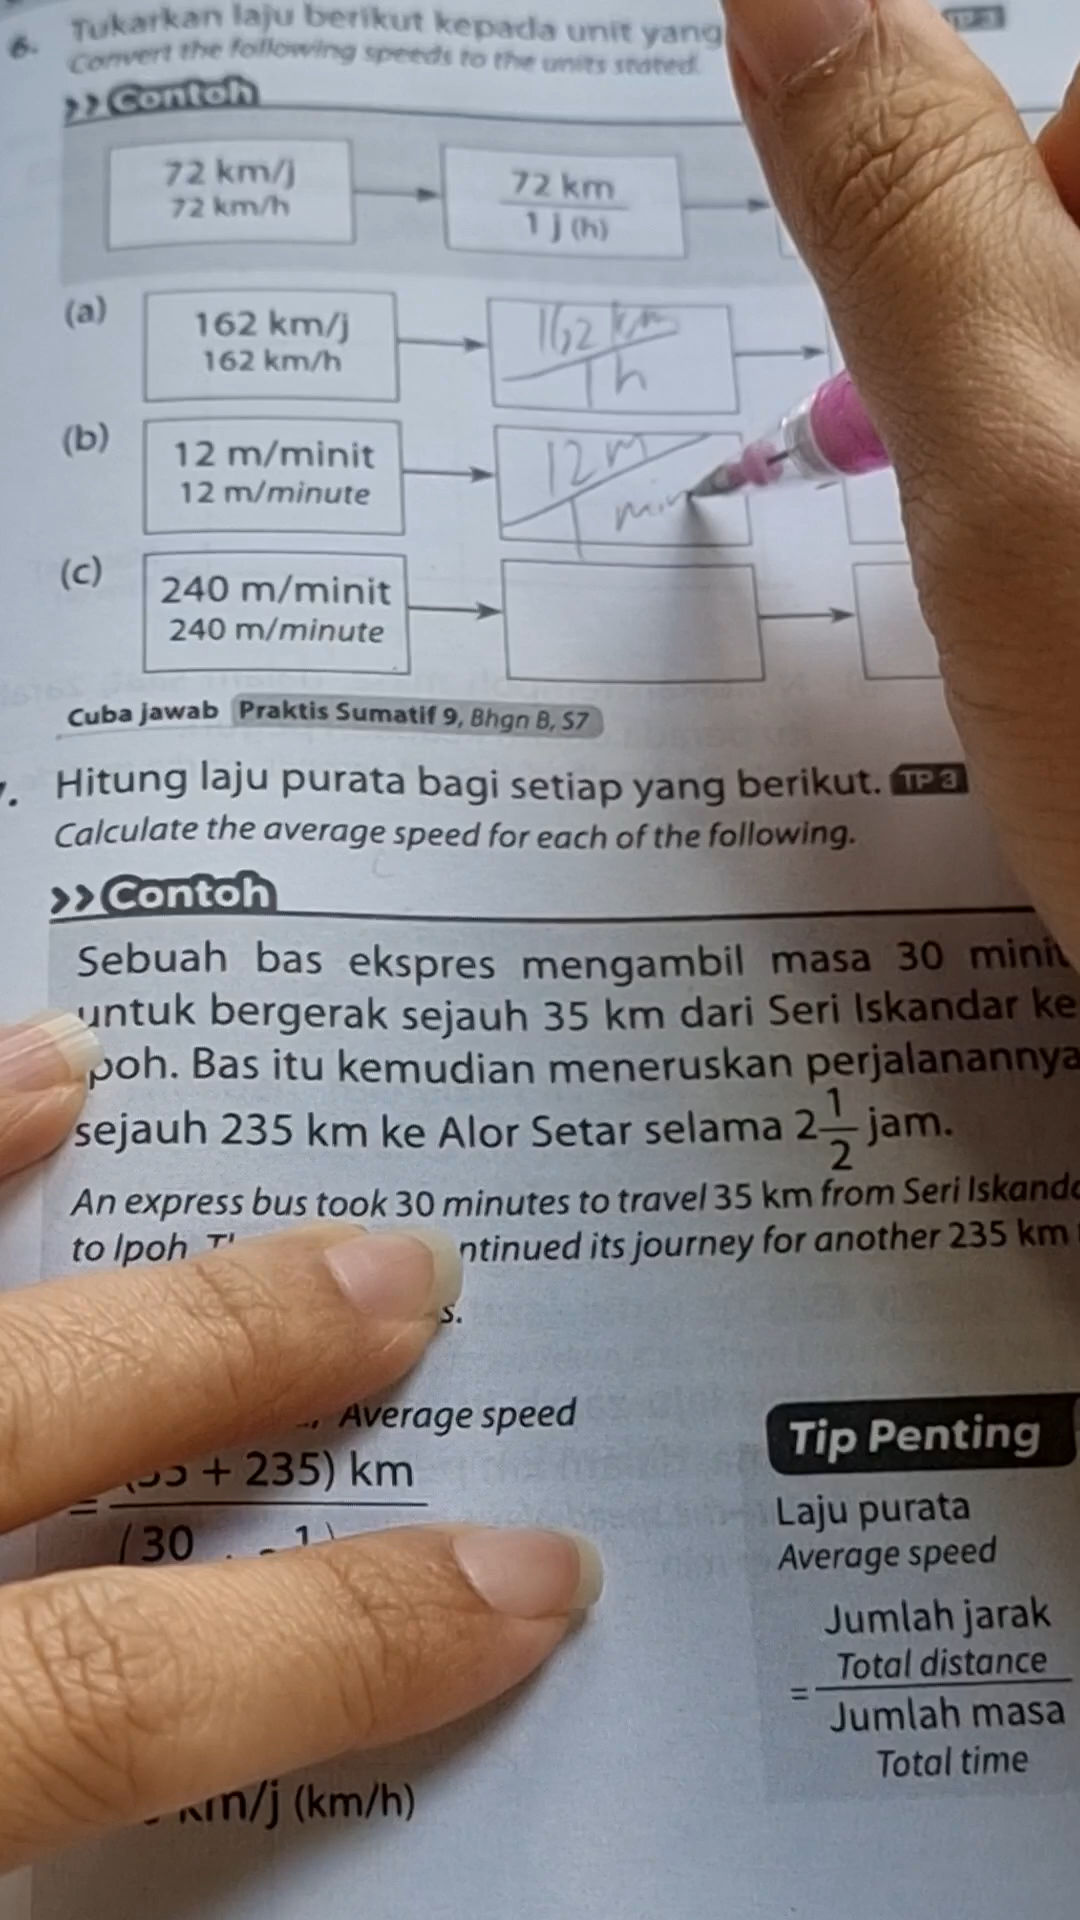 6. Tukarkan laju berikut kepada unit yang
TP 3
Convert the following speeds to the units stated.
>> Contoh
72 km/j
72 km/h
72 km
1 j (h)
(a)
162 km/j
162 km/h
162 km
1 h
(b)
12 m/minit
12 m/minute
12 m
1 min
(c)
240 m/minit
240 m/minute
Cuba jawab Praktis Sumatif 9, Bhgn B, S7
. Hitung laju purata bagi setiap yang berikut. TP 3
Calculate the average speed for each of the following.
>> Contoh
Sebuah bas ekspres mengambil masa 30 minit
untuk bergerak sejauh 35 km dari Seri Iskandar ke
poh. Bas itu kemudian meneruskan perjalanannya
sejauh 235 km ke Alor Setar selama 2 1/2 jam.
An express bus took 30 minutes to travel 35 km from Seri Iskanda
to Ipoh. ntinued its journey for another 235 km
s.
, Average speed
= + 235) km
(30 1)
km/j (km/h)
Tip Penting
Laju purata
Average speed
= Jumlah jarak
Total distance
Jumlah masa
Total time